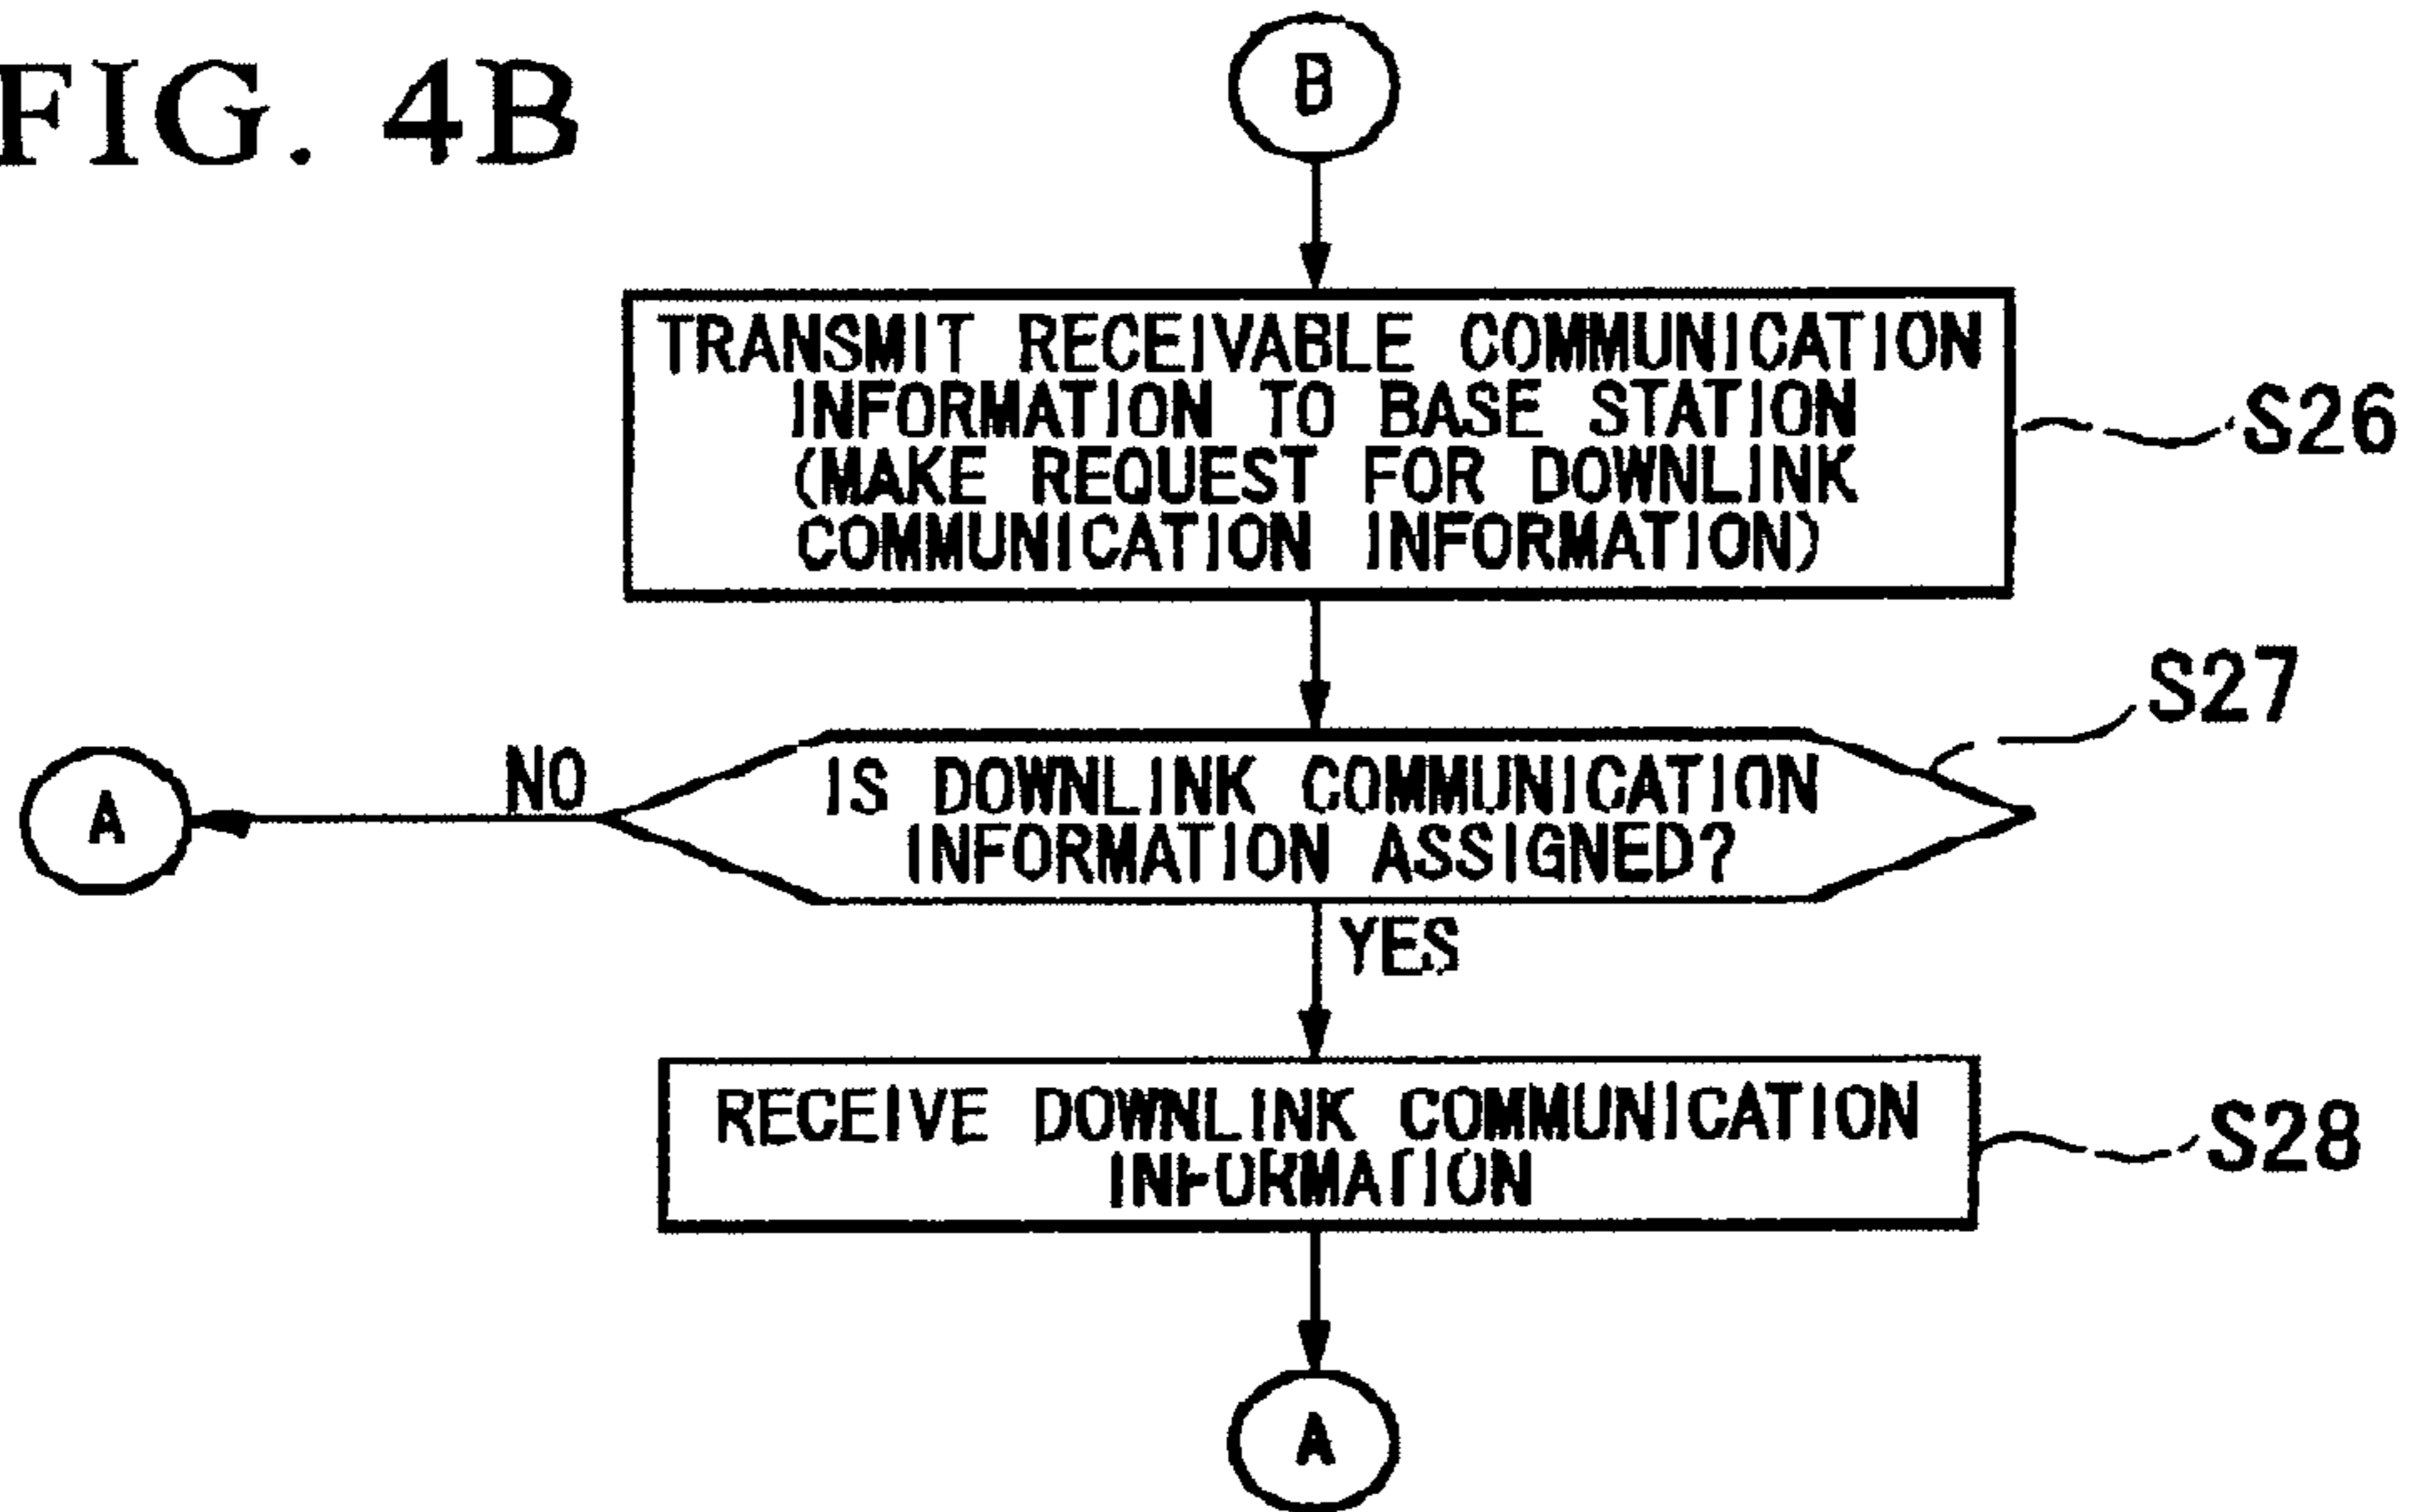 FIG. 4B
B
TRANSMIT RECEIVABLE COMMUNICATION
INFORMATION TO BASE STATION
(MAKE REQUEST FOR DOWNLINK
COMMUNICATION INFORMATION)
S26
S27
NO
A
IS DOWNLINK COMMUNICATION
INFORMATION ASSIGNED?
YES
RECEIVE DOWNLINK COMMUNICATION
INFORMATION
S28
A